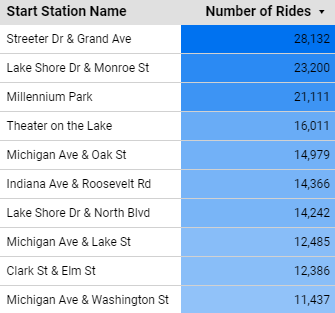 Start Station Name Number of Rides
Streeter Dr & Grand Ave 28,132
Lake Shore Dr & Monroe St 23,200
Millennium Park 21,111
Theater on the Lake 16,011
Michigan Ave & Oak St 14,979
Indiana Ave & Roosevelt Rd 14,366
Lake Shore Dr & North Blvd 14,242
Michigan Ave & Lake St 12,485
Clark St & Elm St 12,386
Michigan Ave & Washington St 11,437